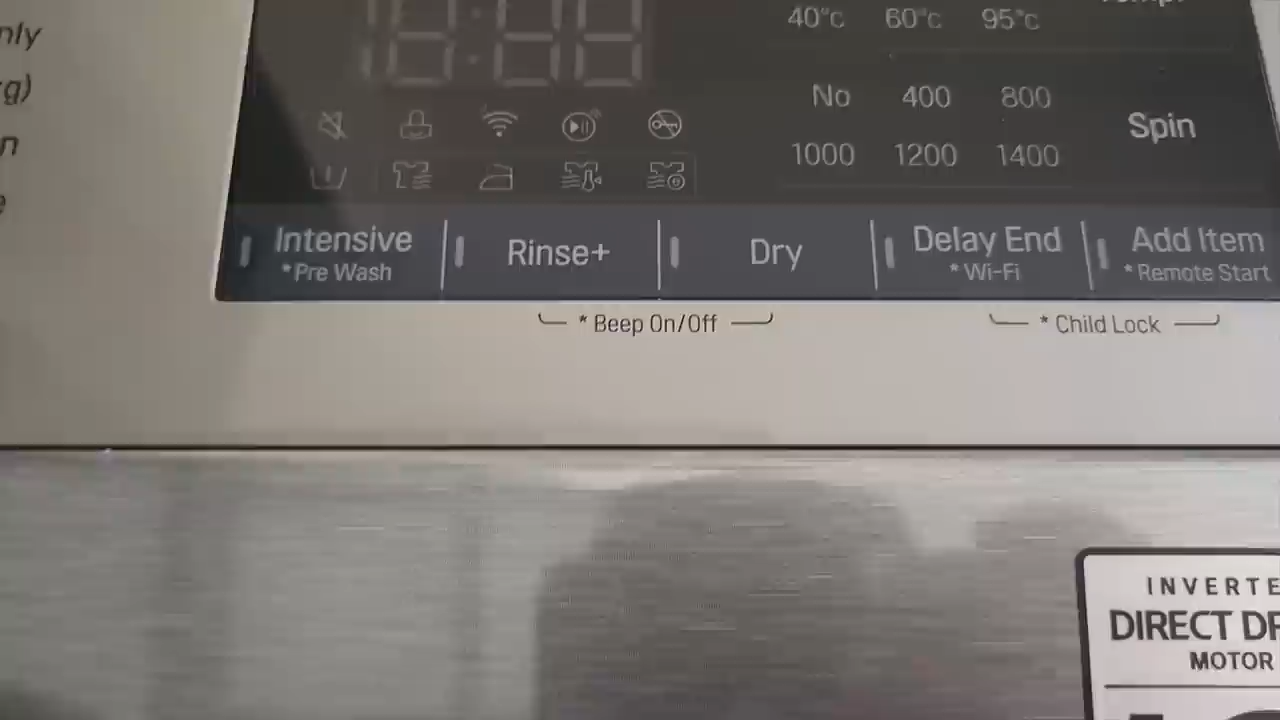 40°C 60°C 95°C
No 400 800
Spin
1000 1200 1400
Intensive
*Pre Wash
Rinse+
Dry
Delay End
*Wi-Fi
Add Item
*Remote Start
* Beep On/Off
* Child Lock
INVERTE
DIRECT DR
MOTOR